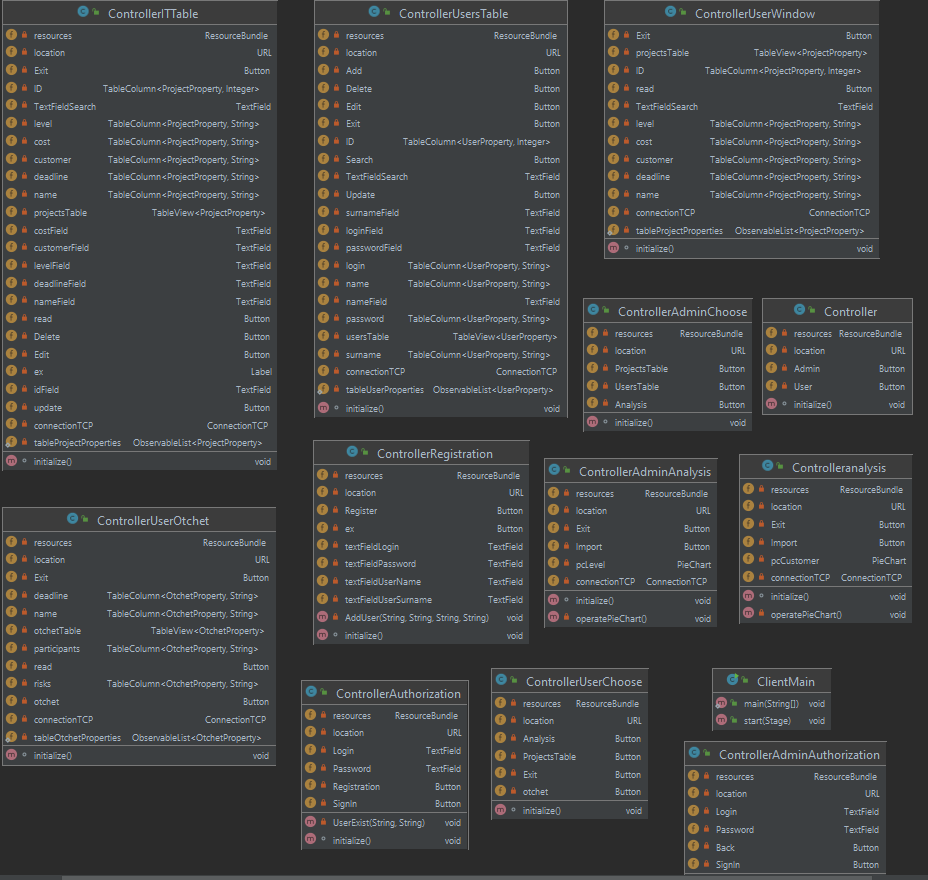 ControllerITTable
resources ResourceBundle
location URL
Exit Button
ID TableColumn<ProjectProperty, Integer>
TextFieldSearch TextField
level TableColumn<ProjectProperty, String>
cost TableColumn<ProjectProperty, String>
customer TableColumn<ProjectProperty, String>
deadline TableColumn<ProjectProperty, String>
name TableColumn<ProjectProperty, String>
projectsTable TableView<ProjectProperty>
costField TextField
customerField TextField
levelField TextField
deadlineField TextField
nameField TextField
read Button
Delete Button
Edit Button
ex Label
idField TextField
update Button
connectionTCP ConnectionTCP
tableProjectProperties ObservableList<ProjectProperty>
initialize() void
ControllerUsersTable
resources ResourceBundle
location URL
Add Button
Delete Button
Edit Button
Exit Button
ID TableColumn<UserProperty, Integer>
Search Button
TextFieldSearch TextField
Update Button
surnameField TextField
loginField TextField
passwordField TextField
login TableColumn<UserProperty, String>
name TableColumn<UserProperty, String>
nameField TextField
password TableColumn<UserProperty, String>
usersTable TableView<UserProperty>
surname TableColumn<UserProperty, String>
connectionTCP ConnectionTCP
tableUserProperties ObservableList<UserProperty>
initialize() void
ControllerUserWindow
Exit Button
projectsTable TableView<ProjectProperty>
ID TableColumn<ProjectProperty, Integer>
read Button
TextFieldSearch TextField
level TableColumn<ProjectProperty, String>
cost TableColumn<ProjectProperty, String>
customer TableColumn<ProjectProperty, String>
deadline TableColumn<ProjectProperty, String>
name TableColumn<ProjectProperty, String>
connectionTCP ConnectionTCP
tableProjectProperties ObservableList<ProjectProperty>
initialize() void
ControllerAdminChoose
resources ResourceBundle
location URL
ProjectsTable Button
UsersTable Button
Analysis Button
initialize() void
Controller
resources ResourceBundle
location URL
Admin Button
User Button
initialize() void
ControllerRegistration
resources ResourceBundle
location URL
Register Button
ex Button
textFieldLogin TextField
textFieldPassword TextField
textFieldUserName TextField
textFieldUserSurname TextField
AddUser(String, String, String, String) void
initialize() void
ControllerAdminAnalysis
resources ResourceBundle
location URL
Exit Button
Import Button
pcLevel PieChart
connectionTCP ConnectionTCP
initialize() void
operatePieChart() void
Controlleranalysis
resources ResourceBundle
location URL
Exit Button
Import Button
pcCustomer PieChart
connectionTCP ConnectionTCP
initialize() void
operatePieChart() void
ControllerUserOtchet
resources ResourceBundle
location URL
Exit Button
deadline TableColumn<OtchetProperty, String>
name TableColumn<OtchetProperty, String>
otchetTable TableView<OtchetProperty>
participants TableColumn<OtchetProperty, String>
read Button
risks TableColumn<OtchetProperty, String>
otchet Button
connectionTCP ConnectionTCP
tableOtchetProperties ObservableList<OtchetProperty>
initialize() void
ControllerAuthorization
resources ResourceBundle
location URL
Login TextField
Password TextField
Registration Button
SignIn Button
UserExist(String, String) void
initialize() void
ControllerUserChoose
resources ResourceBundle
location URL
Analysis Button
ProjectsTable Button
Exit Button
otchet Button
initialize() void
ClientMain
main(String[]) void
start(Stage) void
ControllerAdminAuthorization
resources ResourceBundle
location URL
Login TextField
Password TextField
Back Button
SignIn Button